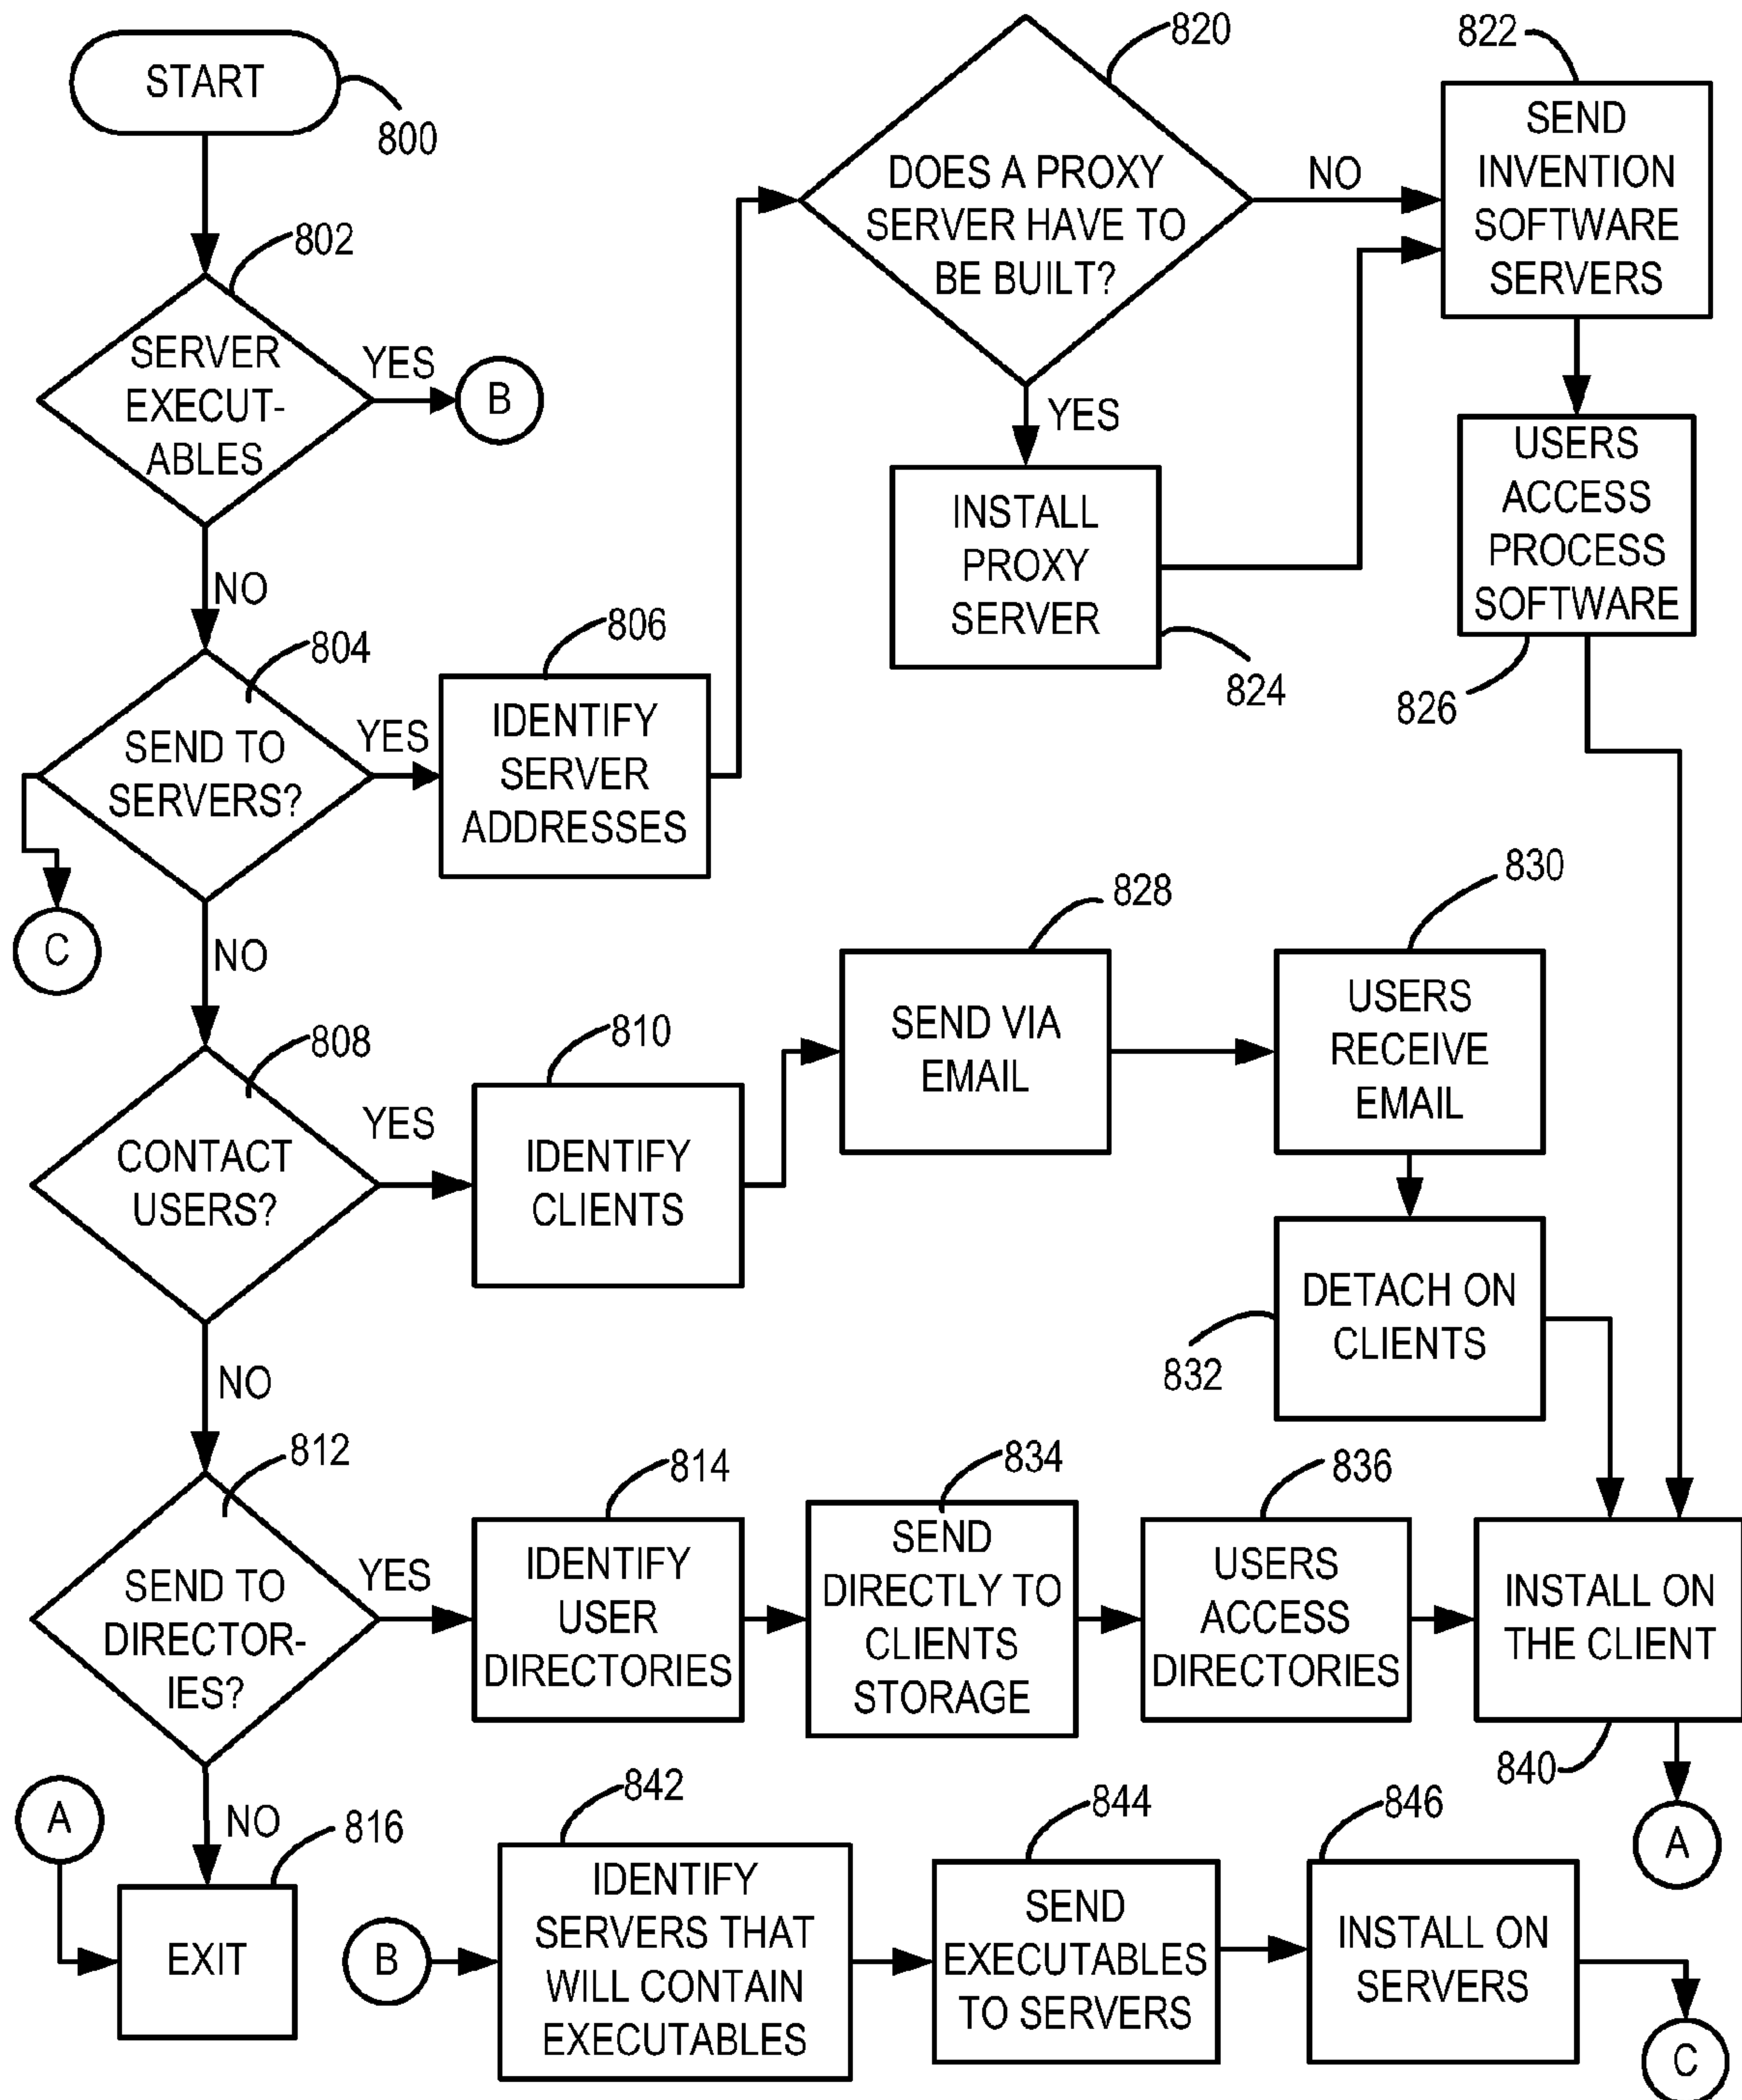 START
800
802
SERVER
EXECUT-
ABLES
YES
B
NO
804
SEND TO
SERVERS?
YES
C
NO
806
IDENTIFY
SERVER
ADDRESSES
820
DOES A PROXY
SERVER HAVE TO
BE BUILT?
NO
YES
822
SEND
INVENTION
SOFTWARE
SERVERS
INSTALL
PROXY
SERVER
824
USERS
ACCESS
PROCESS
SOFTWARE
826
808
CONTACT
USERS?
YES
NO
810
IDENTIFY
CLIENTS
828
SEND VIA
EMAIL
830
USERS
RECEIVE
EMAIL
DETACH ON
CLIENTS
832
812
SEND TO
DIRECTOR-
IES?
YES
NO
814
IDENTIFY
USER
DIRECTORIES
834
SEND
DIRECTLY TO
CLIENTS
STORAGE
836
USERS
ACCESS
DIRECTORIES
INSTALL ON
THE CLIENT
840
A
A
816
EXIT
B
842
IDENTIFY
SERVERS THAT
WILL CONTAIN
EXECUTABLES
844
SEND
EXECUTABLES
TO SERVERS
846
INSTALL ON
SERVERS
C